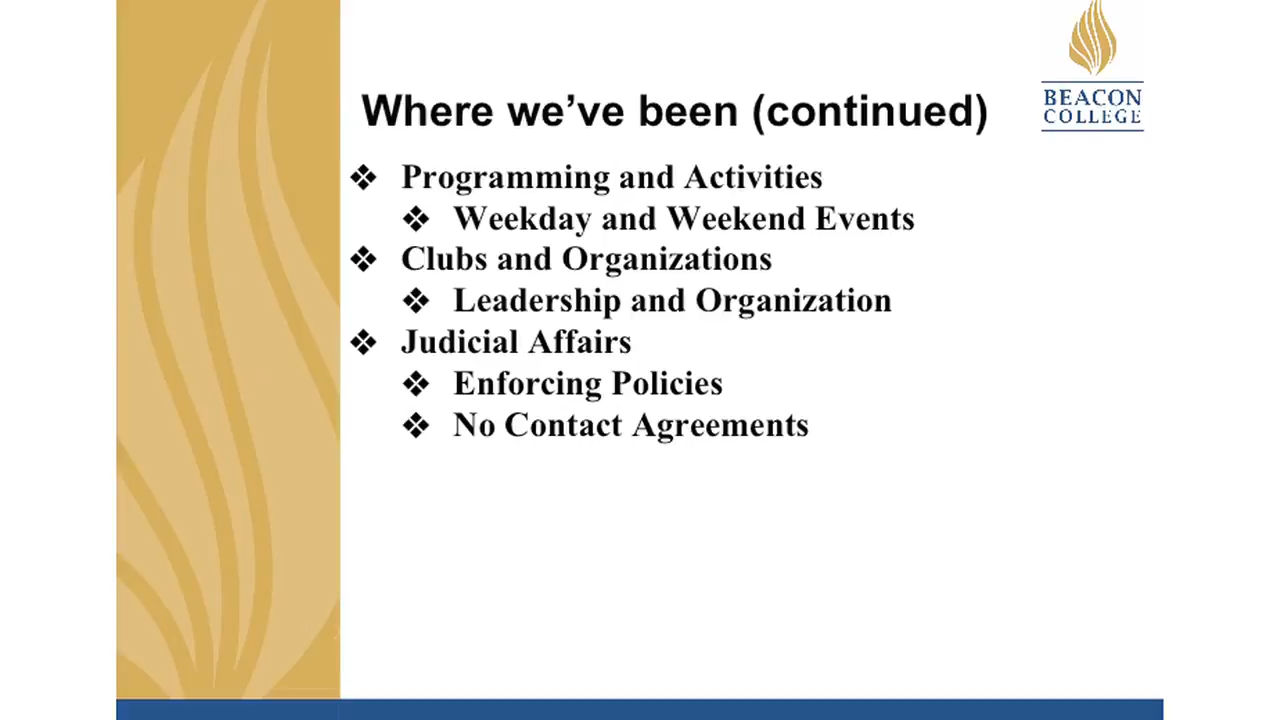 BEACON
COLLEGE
Where we've been (continued)
❖ Programming and Activities
❖ Weekday and Weekend Events
❖ Clubs and Organizations
❖ Leadership and Organization
❖ Judicial Affairs
❖ Enforcing Policies
❖ No Contact Agreements